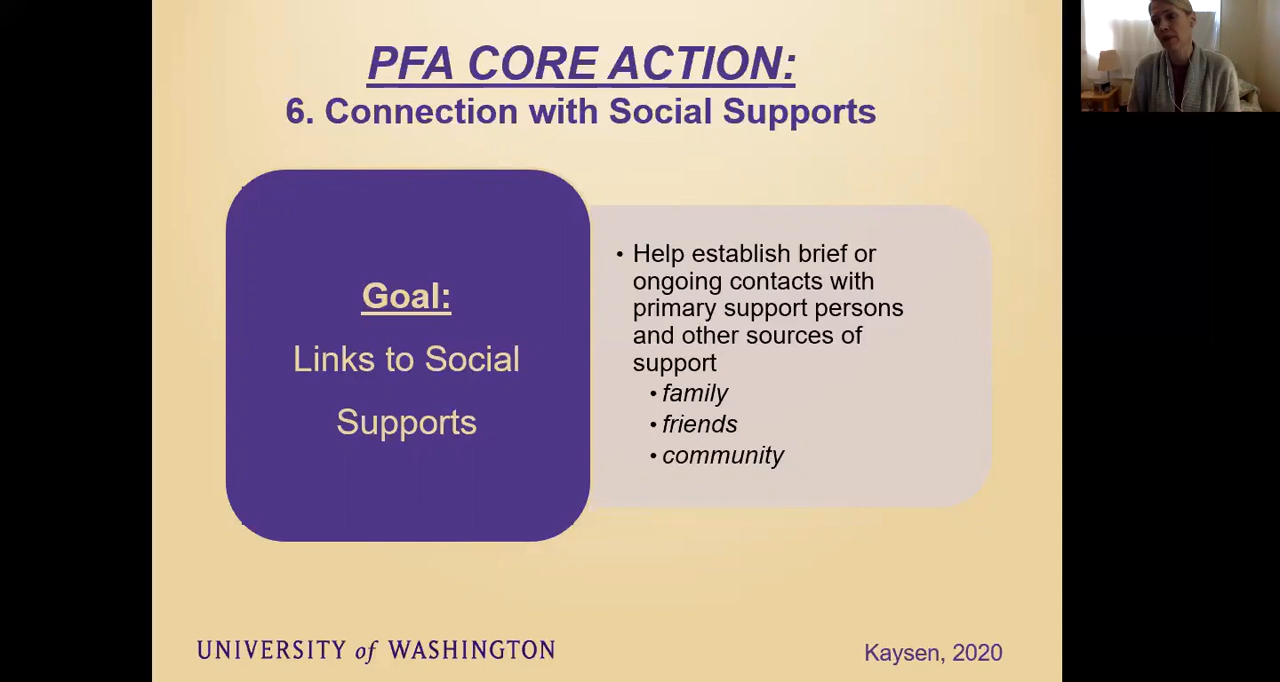 PFA CORE ACTION:
6. Connection with Social Supports
Goal:
Links to Social
Supports
• Help establish brief or
ongoing contacts with
primary support persons
and other sources of
support
• family
• friends
• community
UNIVERSITY of WASHINGTON
Kaysen, 2020